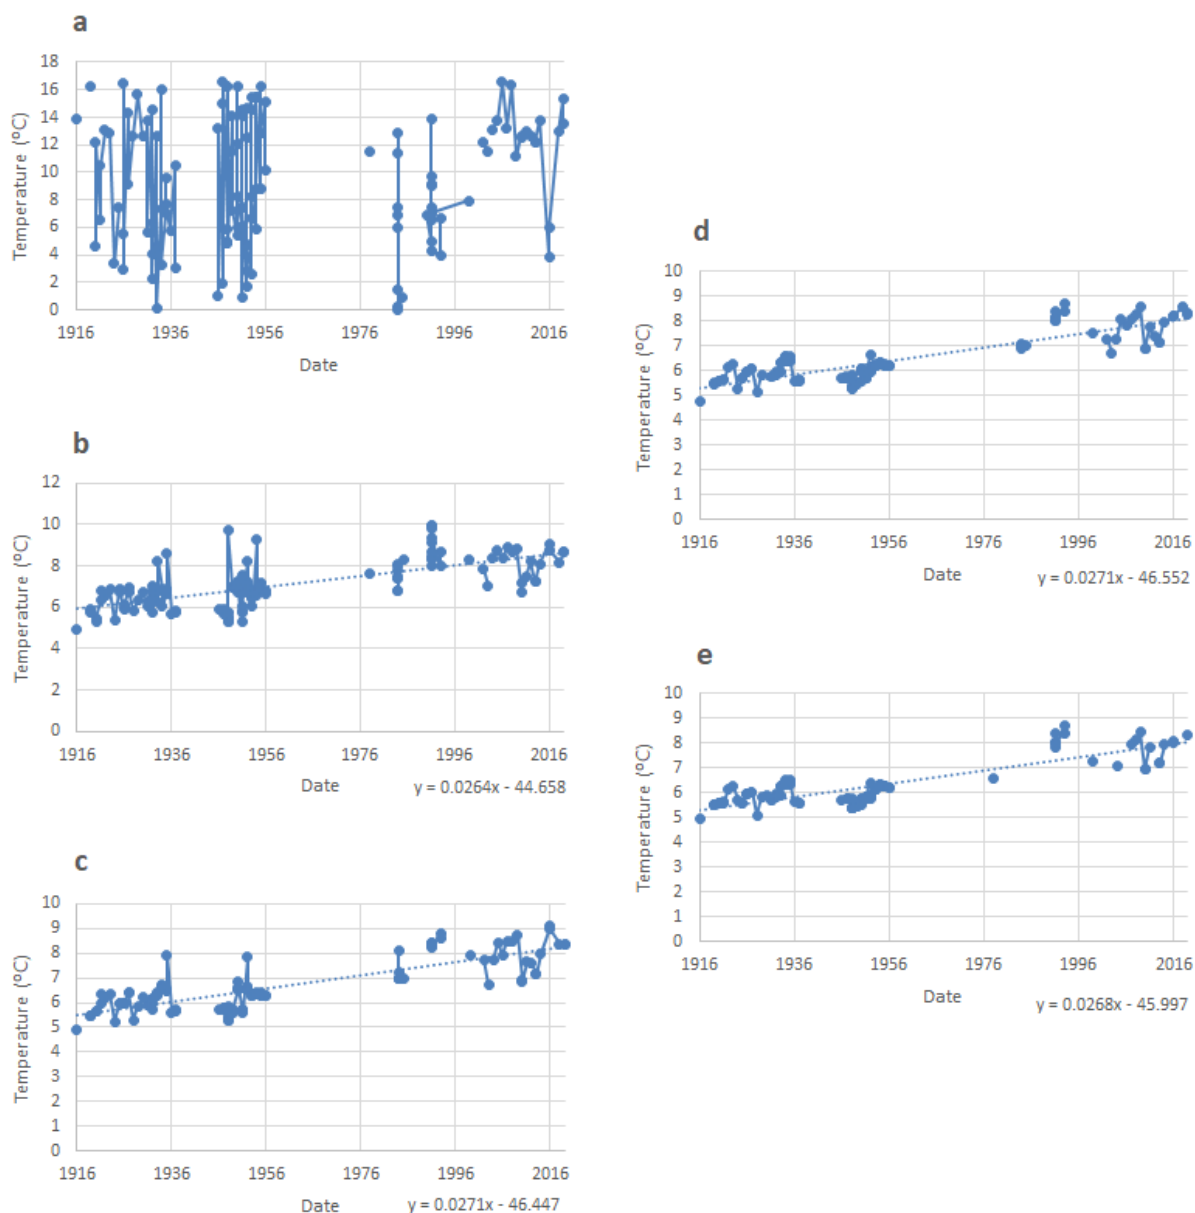 a
18
16
14
12
10
8
6
4
2
0
Temperature (ºC)
1916 1936 1956 1976 1996 2016
Date
b
12
10
8
6
4
2
0
Temperature (ºC)
1916 1936 1956 1976 1996 2016
Date
y = 0.0264x - 44.658
c
10
9
8
7
6
5
4
3
2
1
0
Temperature (ºC)
1916 1936 1956 1976 1996 2016
Date
y = 0.0271x - 46.447
d
10
9
8
7
6
5
4
3
2
1
0
Temperature (ºC)
1916 1936 1956 1976 1996 2016
Date
y = 0.0271x - 46.552
e
10
9
8
7
6
5
4
3
2
1
0
Temperature (ºC)
1916 1936 1956 1976 1996 2016
Date
y = 0.0268x - 45.997